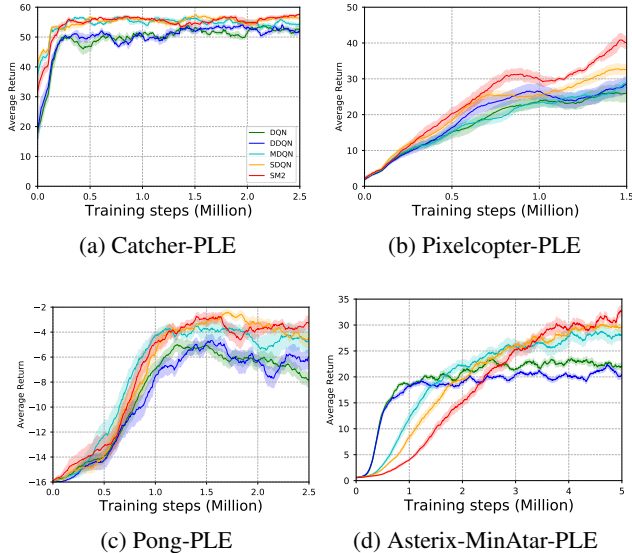 60
50
40
30
20
10
0
Average Return
0.0 0.5 1.0 1.5 2.0 2.5
Training steps (Million)
DQN
DDQN
MDQN
SDQN
SM2
(a) Catcher-PLE
50
40
30
20
10
0
Average Return
0.0 0.5 1.0 1.5
Training steps (Million)
(b) Pixelcopter-PLE
−2
−4
−6
−8
−10
−12
−14
−16
Average Return
0.0 0.5 1.0 1.5 2.0 2.5
Training steps (Million)
(c) Pong-PLE
35
30
25
20
15
10
5
0
Average Return
0 1 2 3 4 5
Training steps (Million)
(d) Asterix-MinAtar-PLE